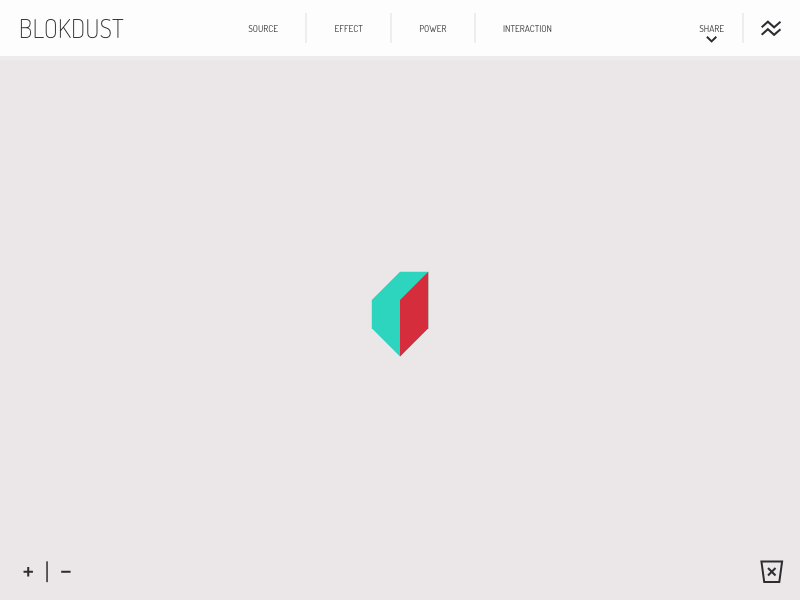 BLOKDUST
SOURCE
EFFECT
POWER
INTERACTION
SHARE